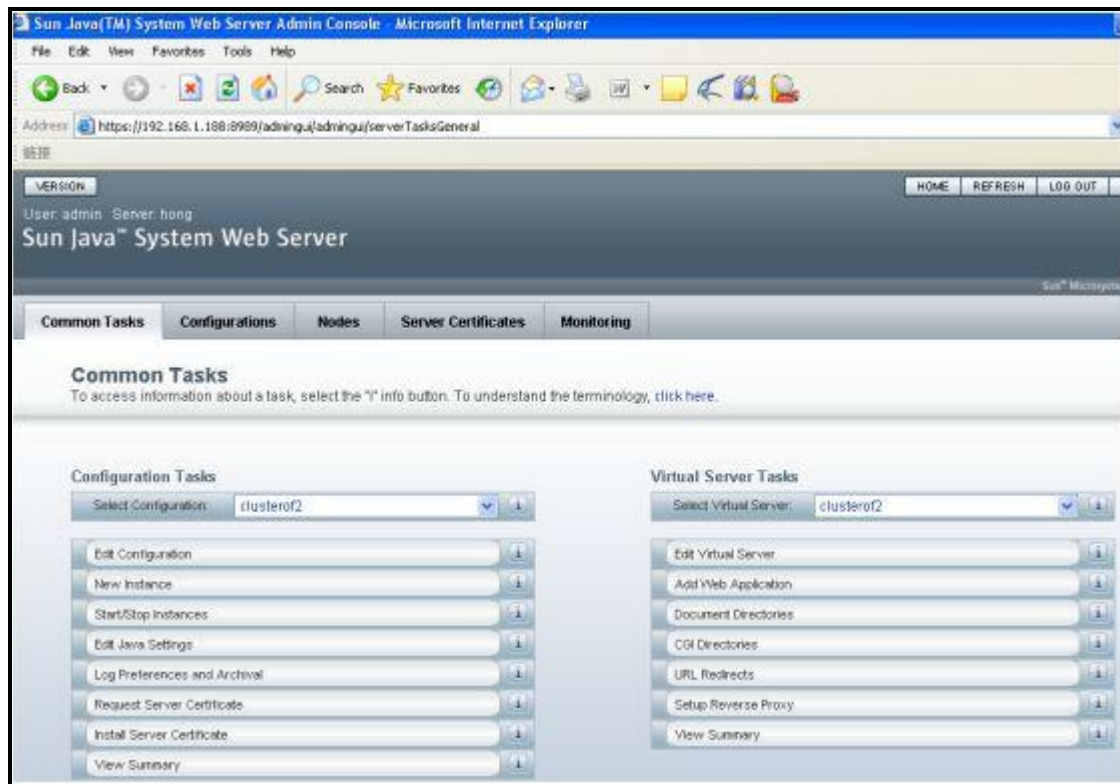 Sun Java(TM) System Web Server Admin Console - Microsoft Internet Explorer
File Edit View Favorites Tools Help
Back Search Favorites
Address https://192.168.1.188:8989/admingui/admingui/serverTasksGeneral
VERSION HOME REFRESH LOG OUT
User: admin Server: hong
Sun Java™ System Web Server
Sun™ Microsyste
Common Tasks Configurations Nodes Server Certificates Monitoring
Common Tasks
To access information about a task, select the "i" info button. To understand the terminology, click here.
Configuration Tasks Virtual Server Tasks
Select Configuration: clusterof2 i Select Virtual Server: clusterof2 i
Edit Configuration i Edit Virtual Server i
New Instance i Add Web Application i
Start/Stop Instances i Document Directories i
Edit Java Settings i CGI Directories i
Log Preferences and Archival i URL Redirects i
Request Server Certificate i Setup Reverse Proxy i
Install Server Certificate i View Summary i
View Summary i